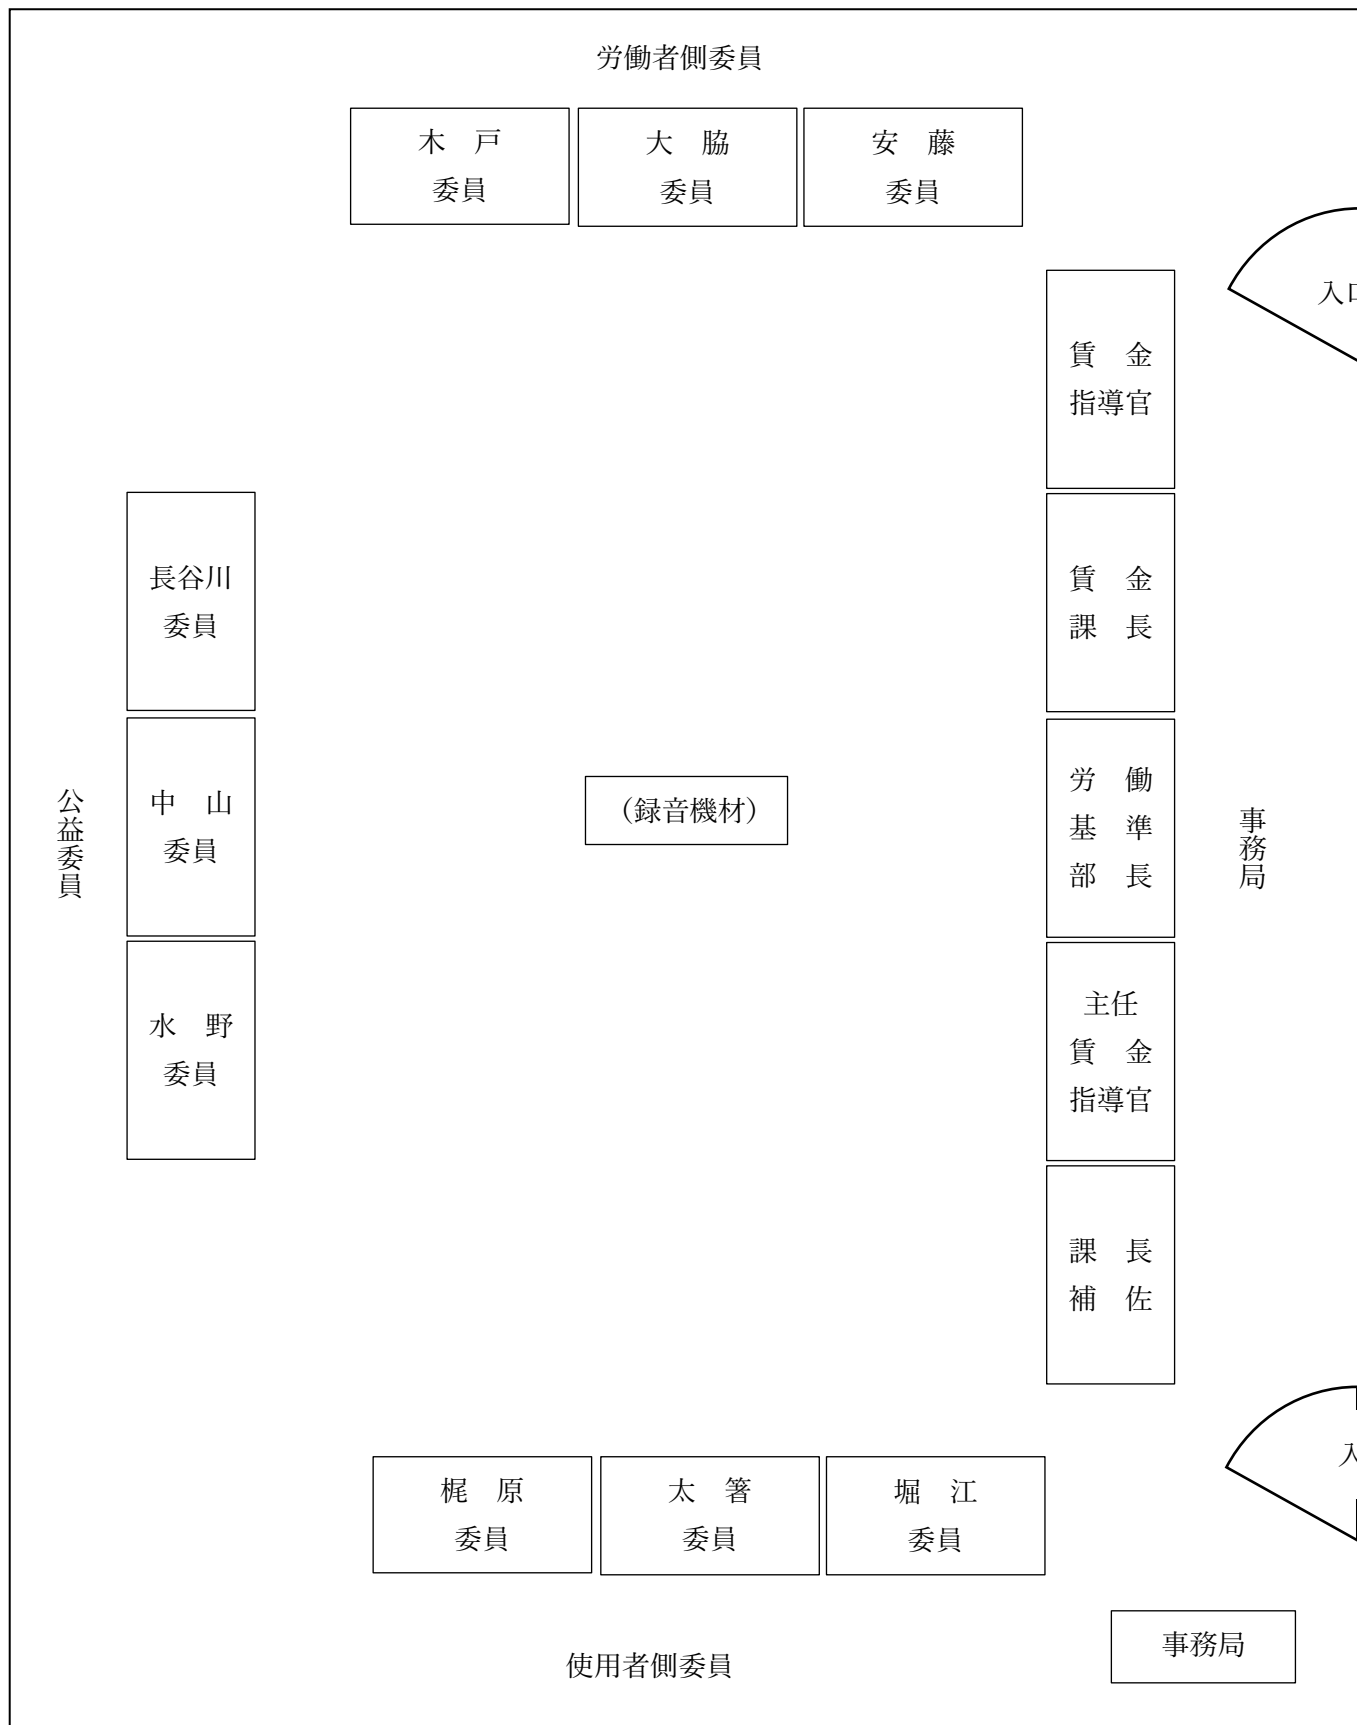 労働者側委員
木　戸
委員
大　脇
委員
安　藤
委員
入口
賃　金
指導官
長谷川
委員
賃　金
課　長
公益委員
中　山
委員
（録音機材）
労　働
基　準
部　長
事務局
水　野
委員
主任
賃　金
指導官
課　長
補　佐
入
梶　原
委員
太　箸
委員
堀　江
委員
事務局
使用者側委員